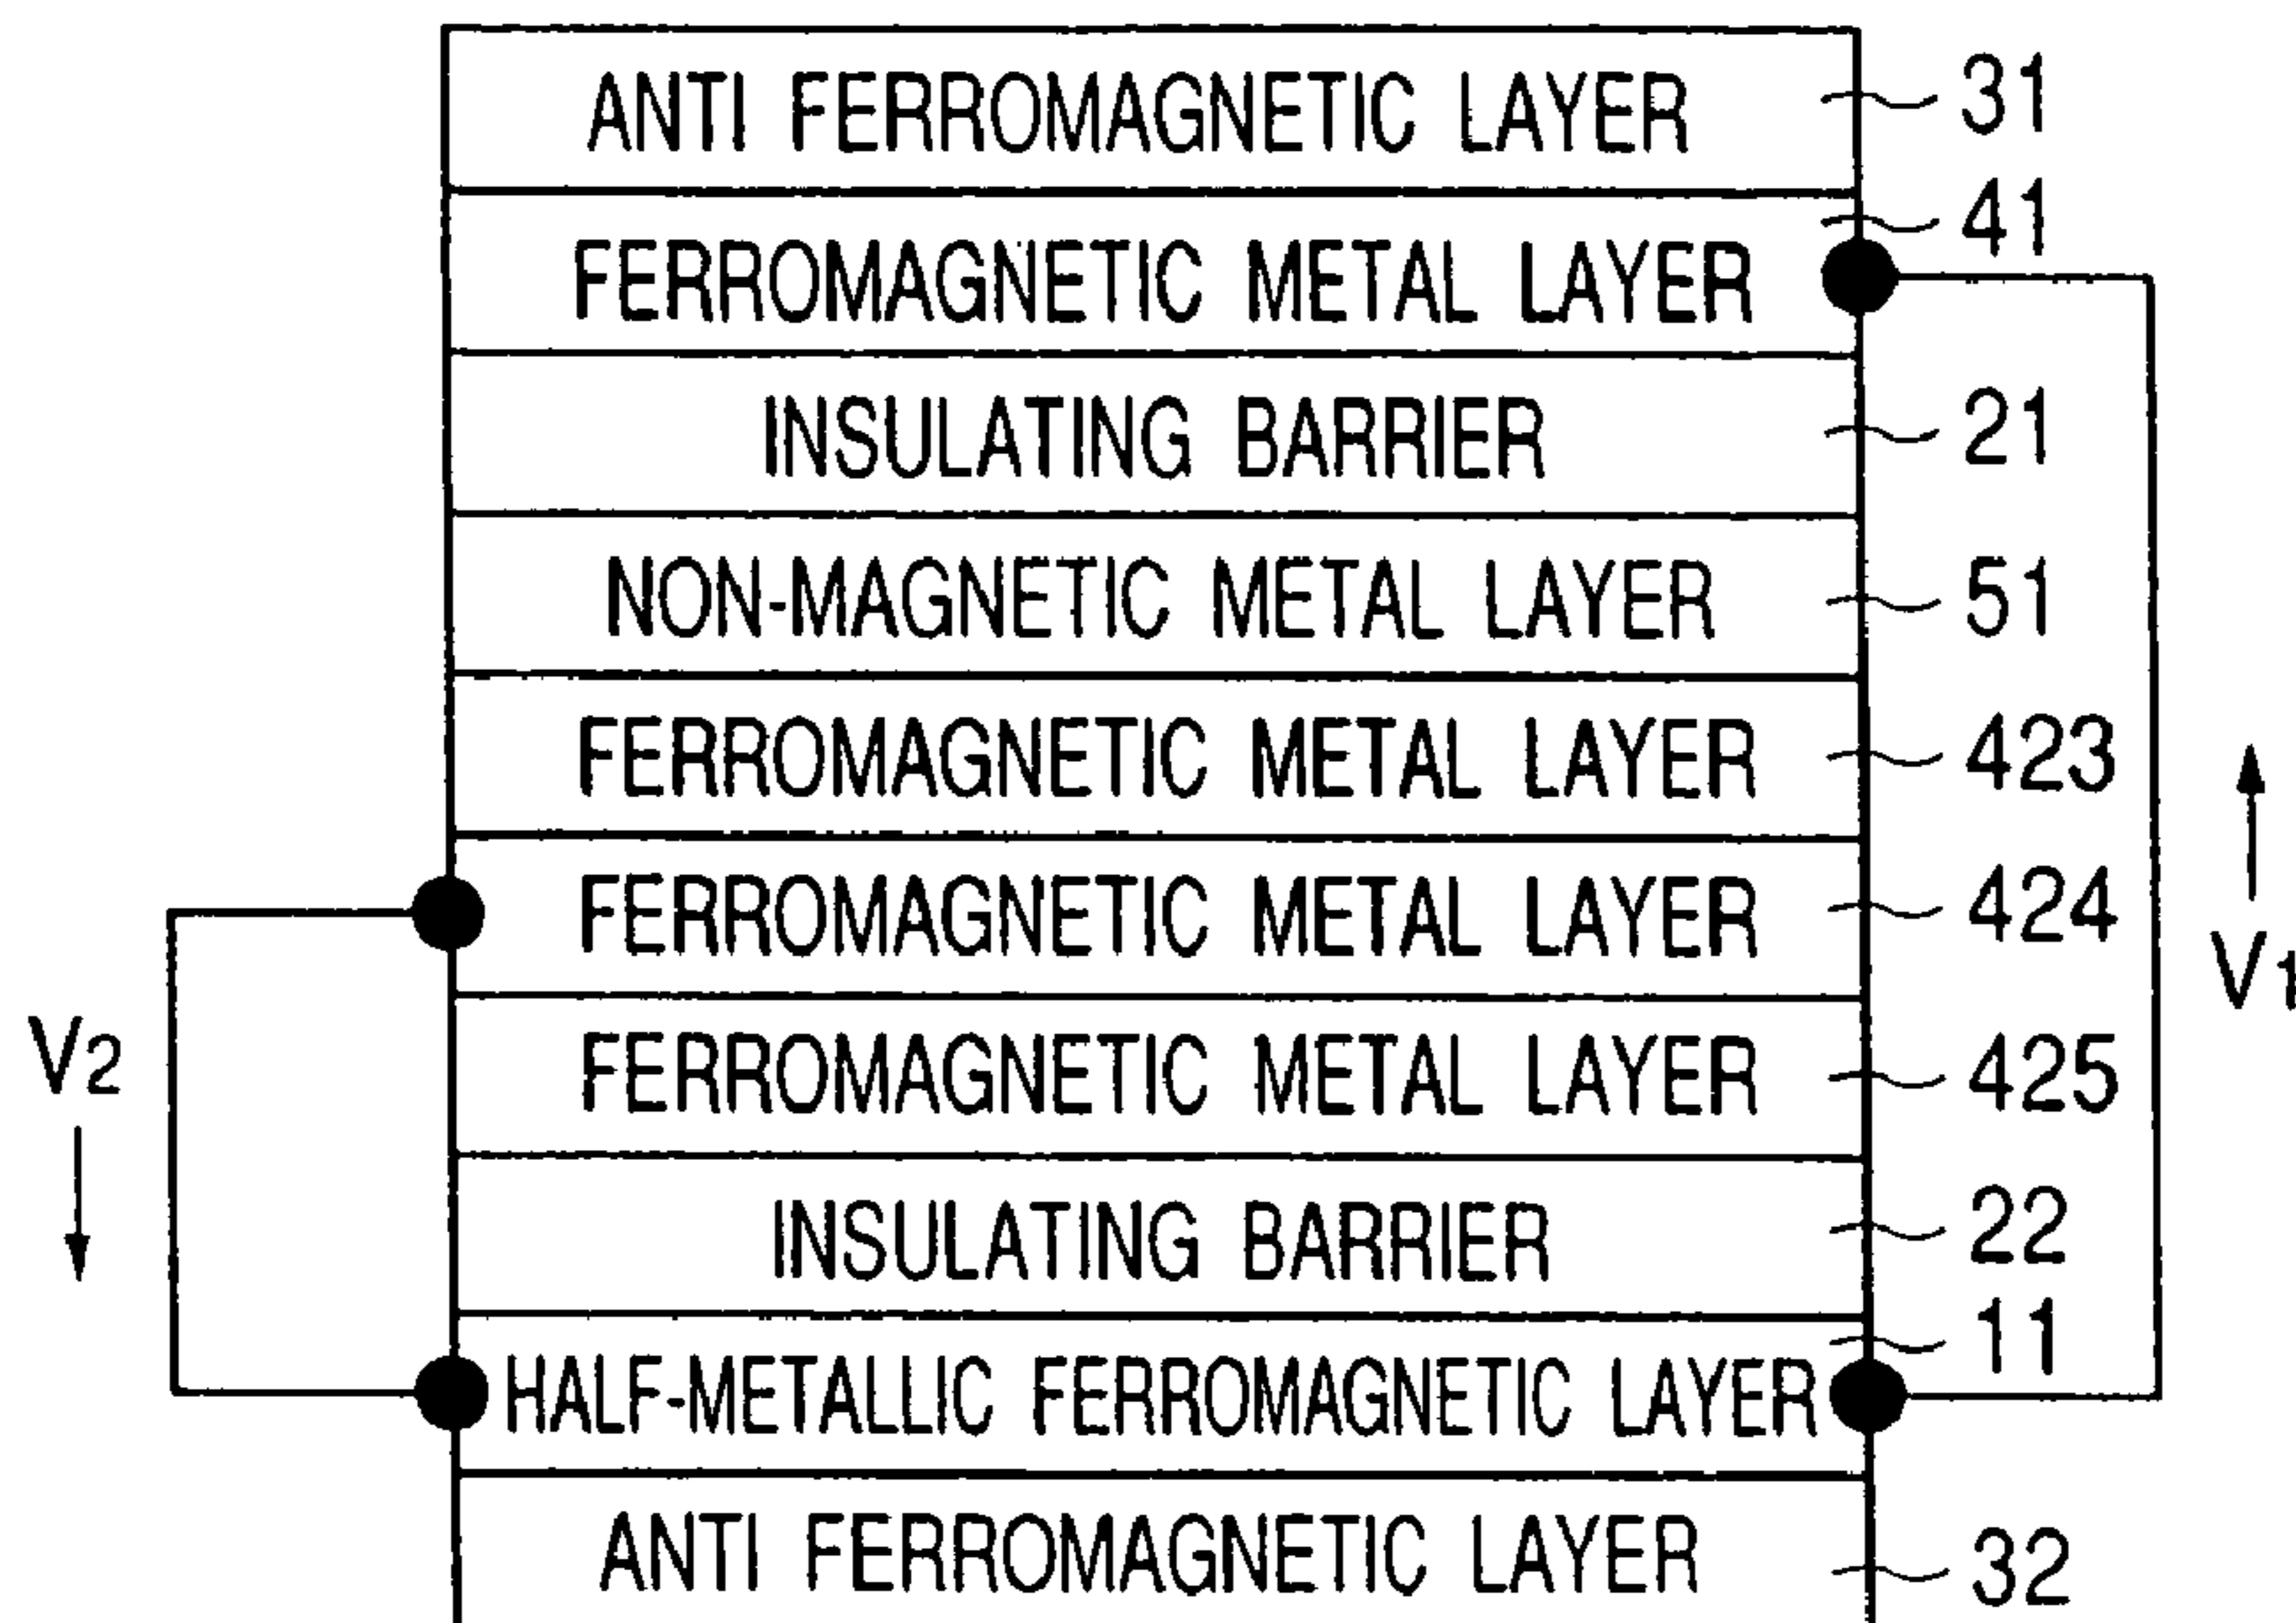 ANTI FERROMAGNETIC LAYER 31
FERROMAGNETIC METAL LAYER 41
INSULATING BARRIER 21
NON-MAGNETIC METAL LAYER 51
FERROMAGNETIC METAL LAYER 423
FERROMAGNETIC METAL LAYER 424
V1
FERROMAGNETIC METAL LAYER 425
V2
INSULATING BARRIER 22
HALF-METALLIC FERROMAGNETIC LAYER 11
ANTI FERROMAGNETIC LAYER 32